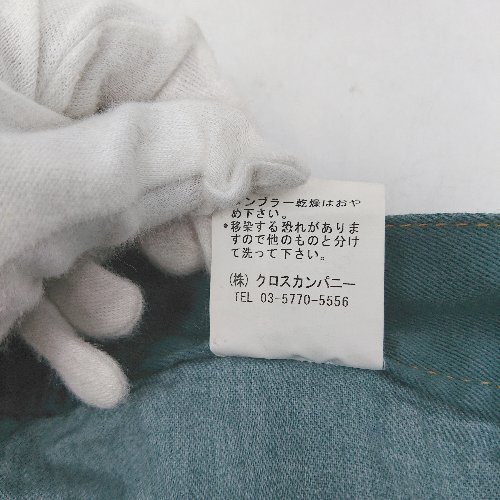 タンブラー乾燥はおや
め下さい。
*移染する恐れがありま
すので他のものと分け
て洗って下さい。
(株) クロスカンパニー
TEL 03-5770-5556